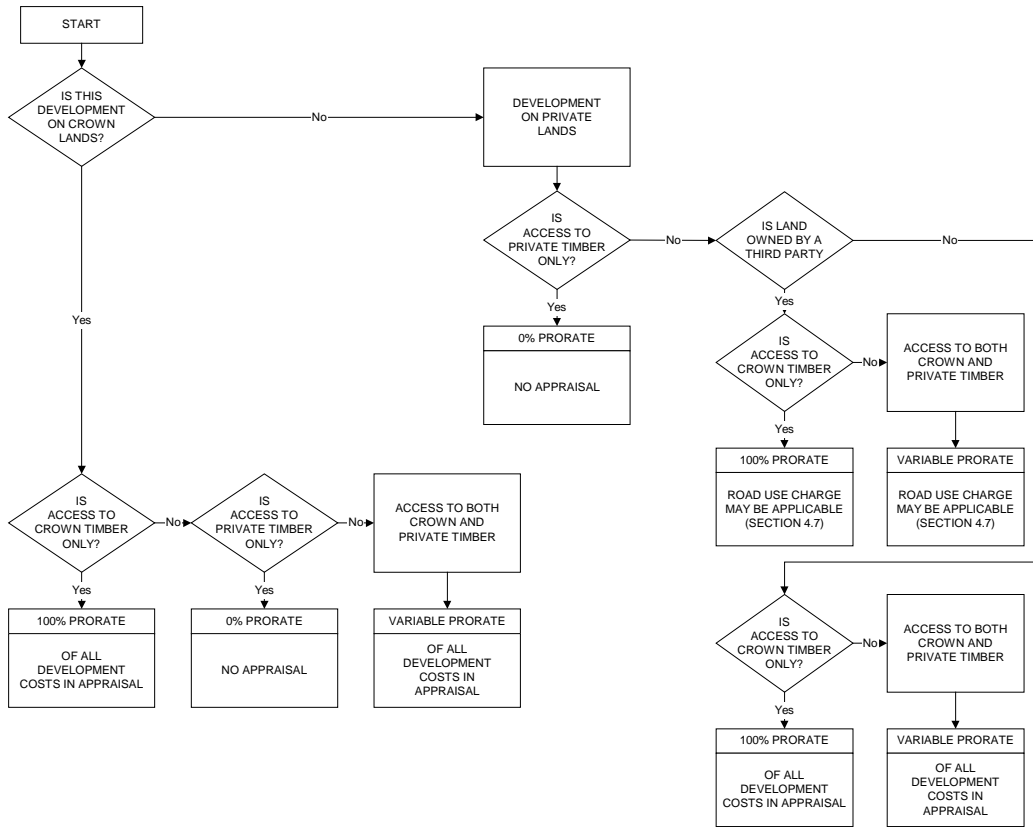 START
IS THIS
DEVELOPMENT
ON CROWN
LANDS?
No
DEVELOPMENT
ON PRIVATE
LANDS
IS
ACCESS TO
PRIVATE TIMBER
ONLY?
No
IS LAND
OWNED BY A
THIRD PARTY
No
Yes
Yes
Yes
0% PRORATE
NO APPRAISAL
IS
ACCESS TO
CROWN TIMBER
ONLY?
No
ACCESS TO BOTH
CROWN AND
PRIVATE TIMBER
Yes
100% PRORATE
ROAD USE CHARGE
MAY BE APPLICABLE
(SECTION 4.7)
VARIABLE PRORATE
ROAD USE CHARGE
MAY BE APPLICABLE
(SECTION 4.7)
IS
ACCESS TO
CROWN TIMBER
ONLY?
No
IS
ACCESS TO
PRIVATE TIMBER
ONLY?
No
ACCESS TO BOTH
CROWN AND
PRIVATE TIMBER
Yes
Yes
100% PRORATE
OF ALL
DEVELOPMENT
COSTS IN APPRAISAL
0% PRORATE
NO APPRAISAL
VARIABLE PRORATE
OF ALL
DEVELOPMENT
COSTS IN
APPRAISAL
IS
ACCESS TO
CROWN TIMBER
ONLY?
No
ACCESS TO BOTH
CROWN AND
PRIVATE TIMBER
Yes
100% PRORATE
OF ALL
DEVELOPMENT
COSTS IN APPRAISAL
VARIABLE PRORATE
OF ALL
DEVELOPMENT
COSTS IN
APPRAISAL